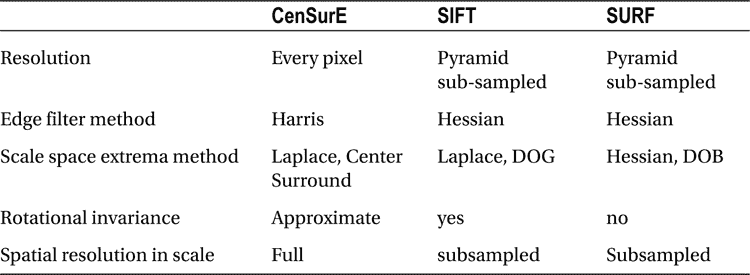 CenSurE SIFT SURF
Resolution Every pixel Pyramid sub-sampled Pyramid sub-sampled
Edge filter method Harris Hessian Hessian
Scale space extrema method Laplace, Center Surround Laplace, DOG Hessian, DOB
Rotational invariance Approximate yes no
Spatial resolution in scale Full subsampled Subsampled